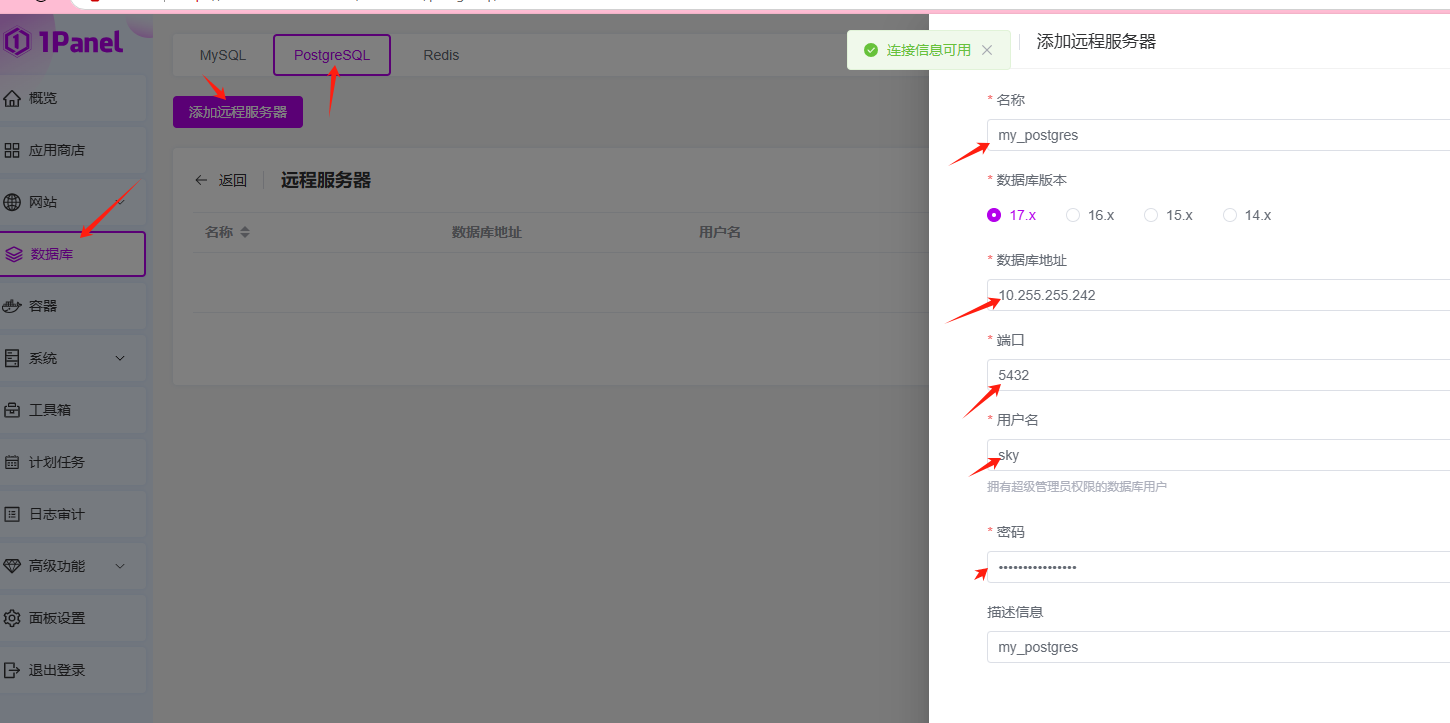 1Panel
概览
应用商店
网站
数据库
容器
系统
工具箱
计划任务
日志审计
高级功能
面板设置
退出登录
MySQL
PostgreSQL
Redis
添加远程服务器
返回
远程服务器
名称
数据库地址
用户名
连接信息可用
添加远程服务器
* 名称
my_postgres
* 数据库版本
17.x 16.x 15.x 14.x
* 数据库地址
10.255.255.242
* 端口
5432
* 用户名
sky
拥有超级管理员权限的数据库用户
* 密码
••••••••••••••••
描述信息
my_postgres